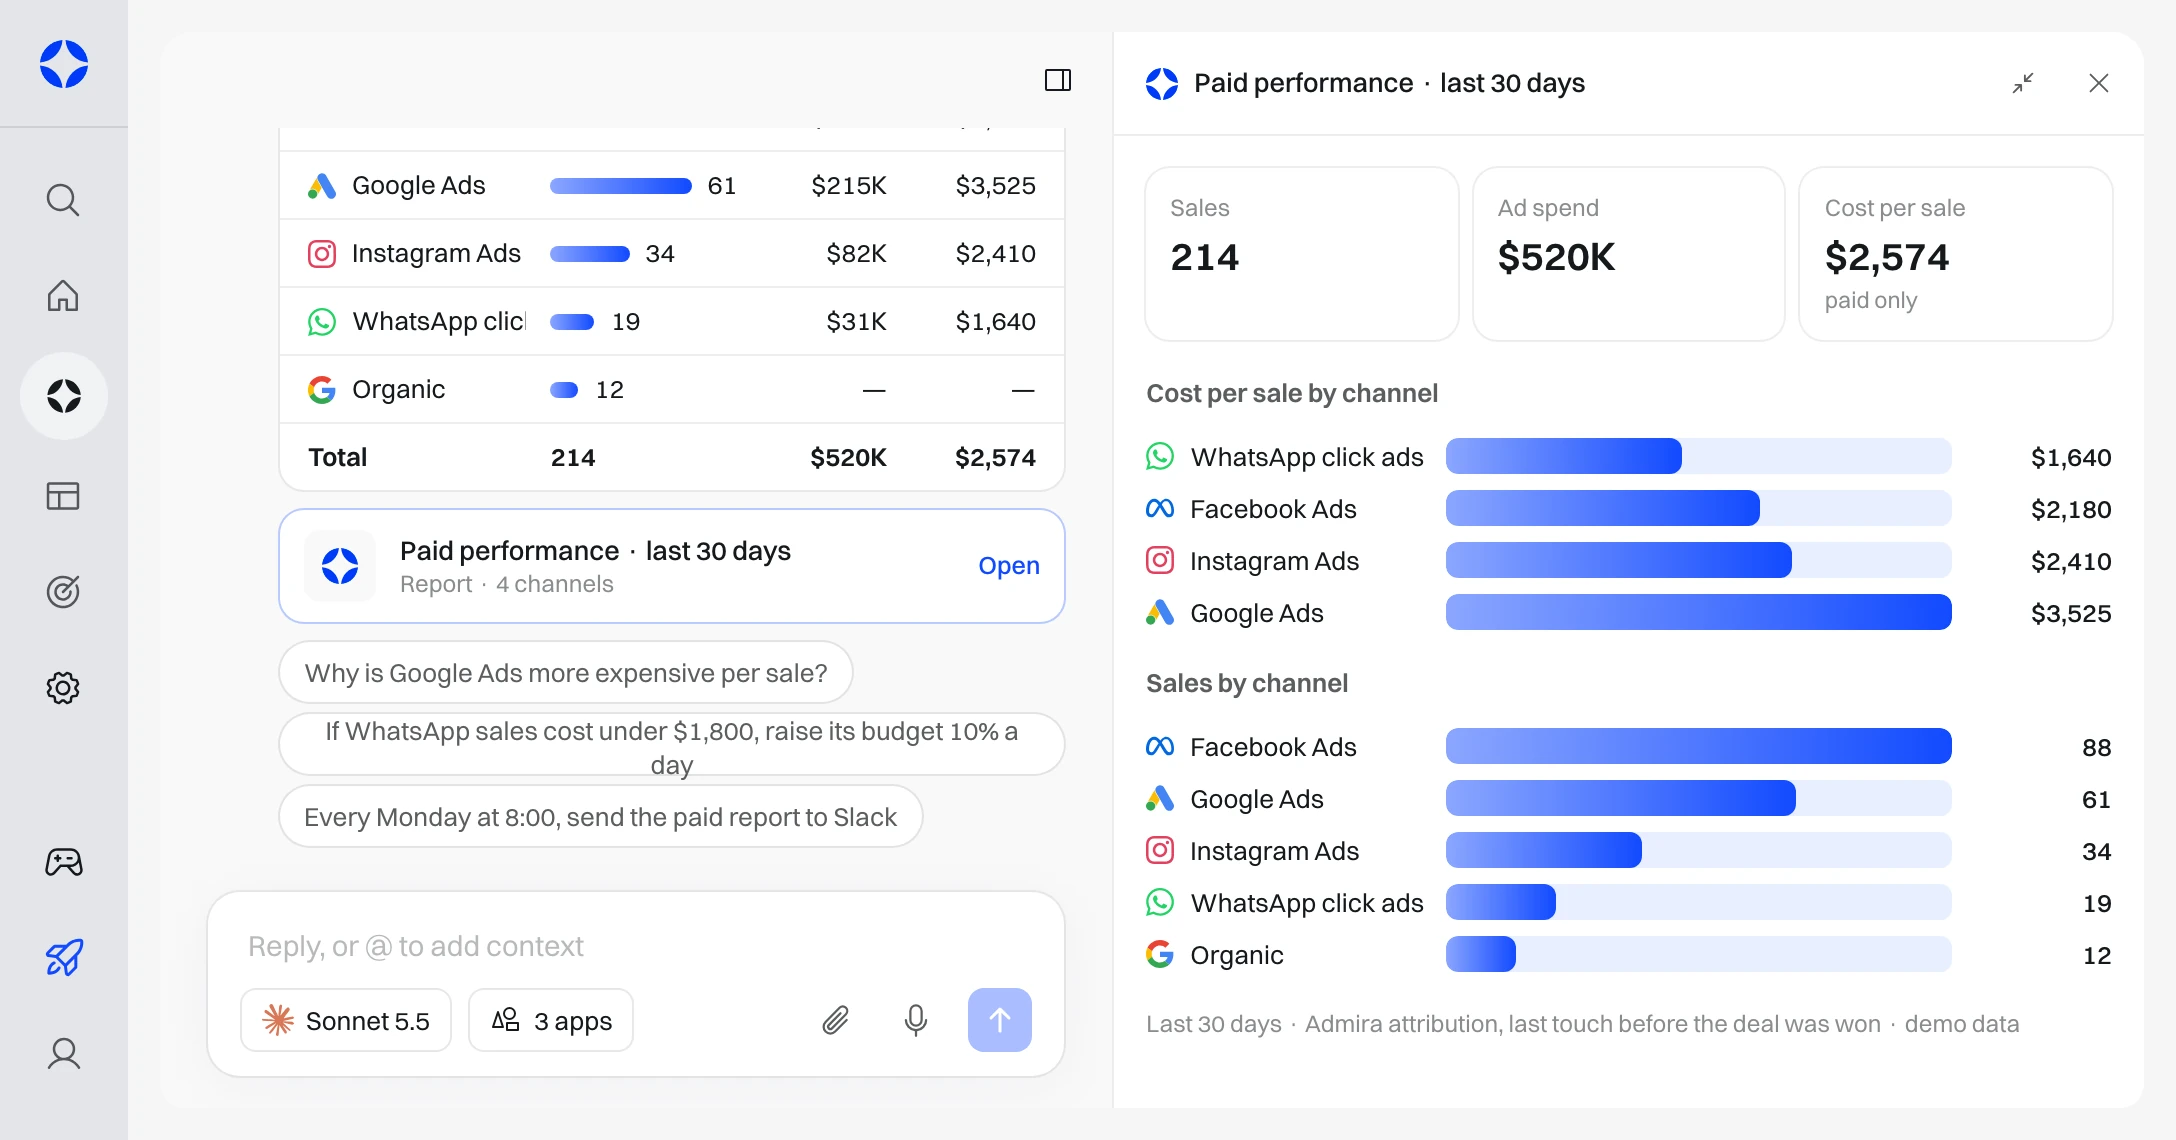 Google Ads 61 $215K $3,525
Instagram Ads 34 $82K $2,410
WhatsApp clic 19 $31K $1,640
Organic 12 — —
Total 214 $520K $2,574
Paid performance · last 30 days
Report · 4 channels
Open
Why is Google Ads more expensive per sale?
If WhatsApp sales cost under $1,800, raise its budget 10% a
day
Every Monday at 8:00, send the paid report to Slack
Reply, or @ to add context
Sonnet 5.5
3 apps
Paid performance · last 30 days
Sales
214
Ad spend
$520K
Cost per sale
$2,574
paid only
Cost per sale by channel
WhatsApp click ads $1,640
Facebook Ads $2,180
Instagram Ads $2,410
Google Ads $3,525
Sales by channel
Facebook Ads 88
Google Ads 61
Instagram Ads 34
WhatsApp click ads 19
Organic 12
Last 30 days · Admira attribution, last touch before the deal was won · demo data